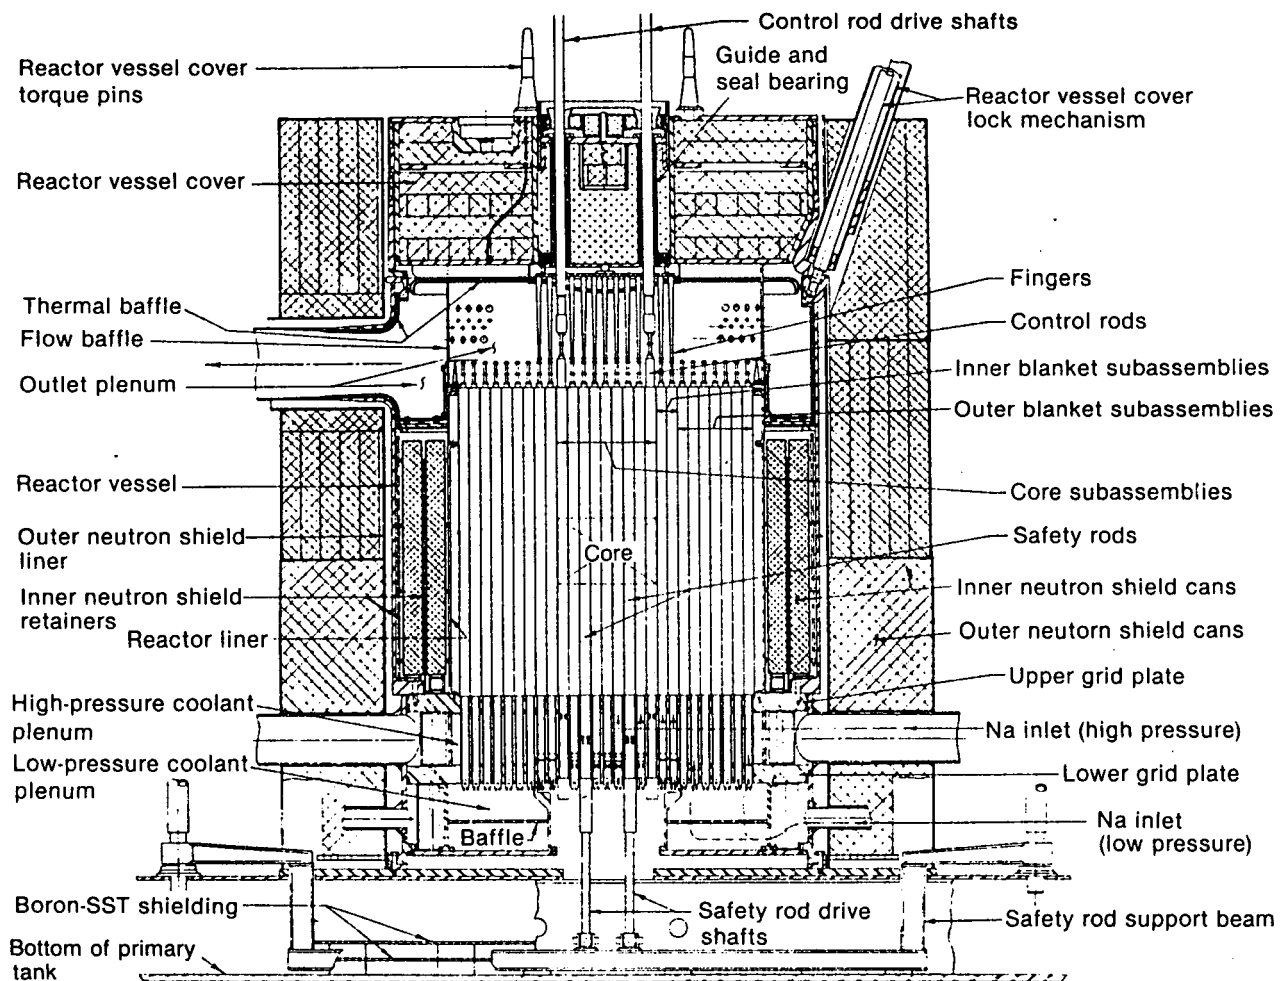 Control rod drive shafts
Guide and
seal bearing
Reactor vessel cover
torque pins
Reactor vessel cover
lock mechanism
Reactor vessel cover
Fingers
Thermal baffle
Flow baffle
Control rods
Outlet plenum
Inner blanket subassemblies
Outer blanket subassemblies
Reactor vessel
Core subassemblies
Outer neutron shield
liner
Core
Safety rods
Inner neutron shield
retainers
Inner neutron shield cans
Reactor liner
Outer neutorn shield cans
Upper grid plate
High-pressure coolant
plenum
Na inlet (high pressure)
Low-pressure coolant
plenum
Lower grid plate
Baffle
Na inlet
(low pressure)
Boron-SST shielding
Safety rod drive
shafts
Safety rod support beam
Bottom of primary
tank